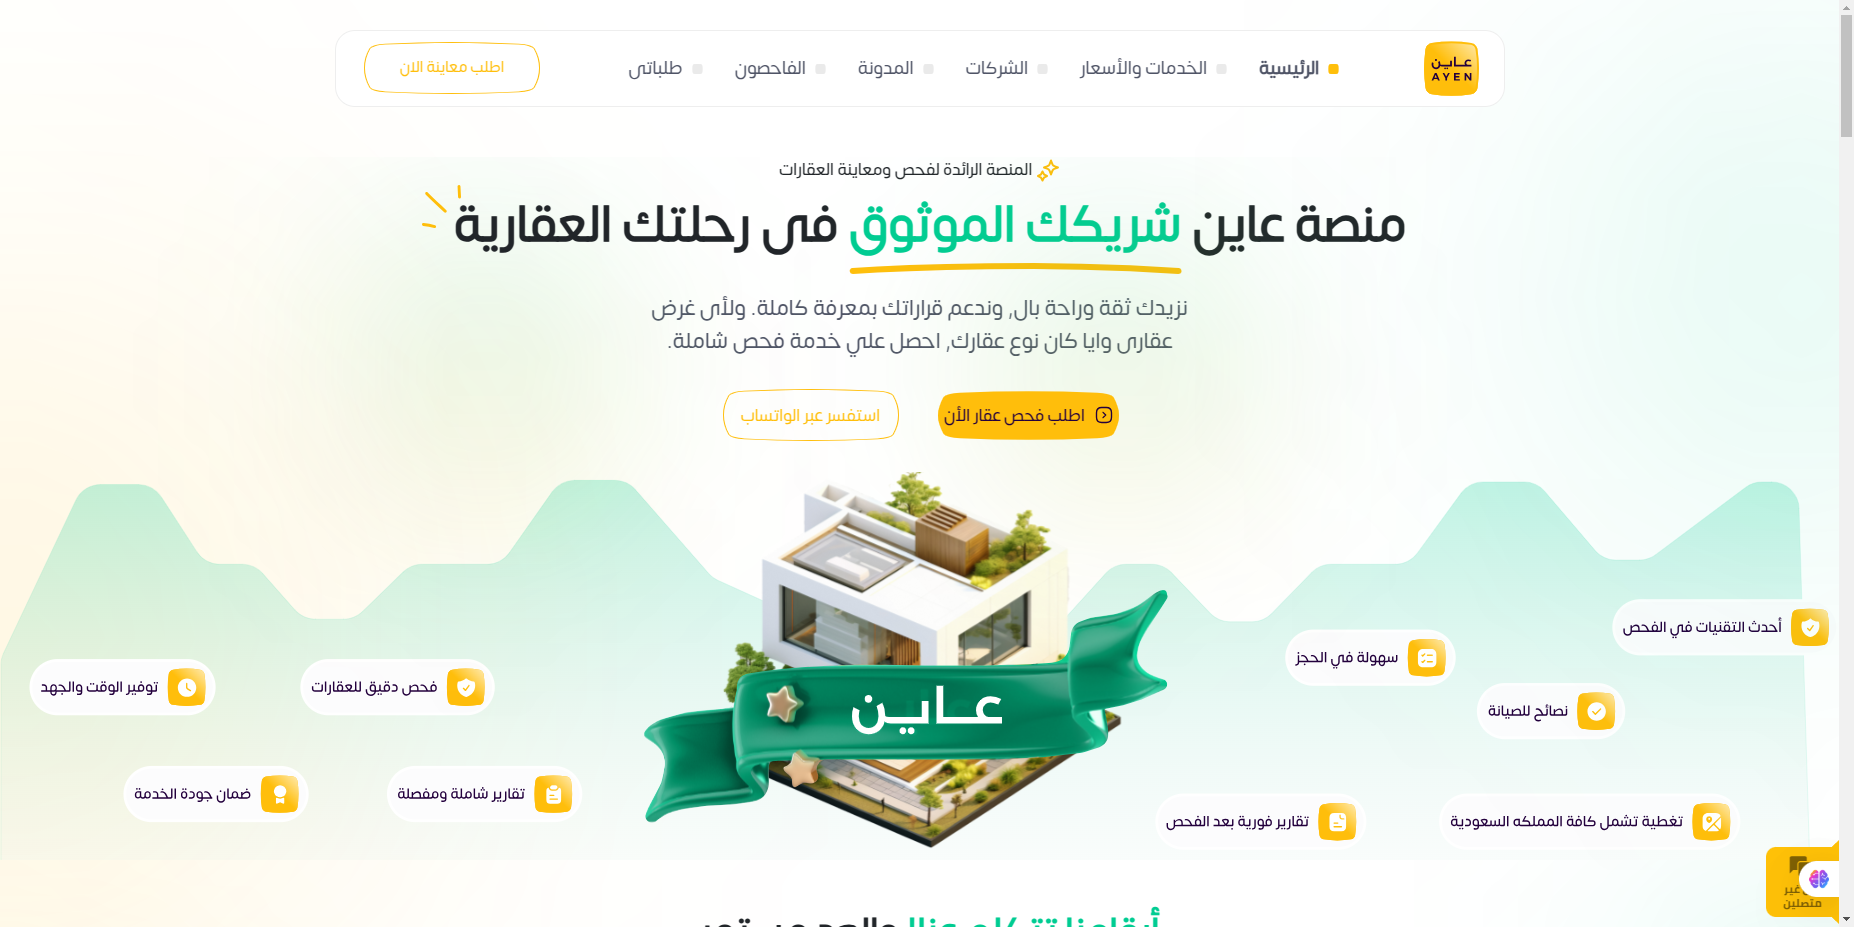 عـاين
AYEN
الرئيسية
الخدمات والأسعار
الشركات
المدونة
الفاحصون
طلباتى
اطلب معاينة الان
المنصة الرائدة لفحص ومعاينة العقارات
منصة عاين شريكك الموثوق فى رحلتك العقارية
نزيدك ثقة وراحة بال, وندعم قراراتك بمعرفة كاملة. ولأى غرض
عقارى وايا كان نوع عقارك, احصل علي خدمة فحص شاملة.
اطلب فحص عقار الأن
استفسر عبر الواتساب
أحدث التقنيات في الفحص
سهولة في الحجز
فحص دقيق للعقارات
توفير الوقت والجهد
نصائح للصيانة
عـايـن
تقارير شاملة ومفصلة
ضمان جودة الخدمة
تغطية تشمل كافة المملكه السعودية
تقارير فورية بعد الفحص
غير
متصلين